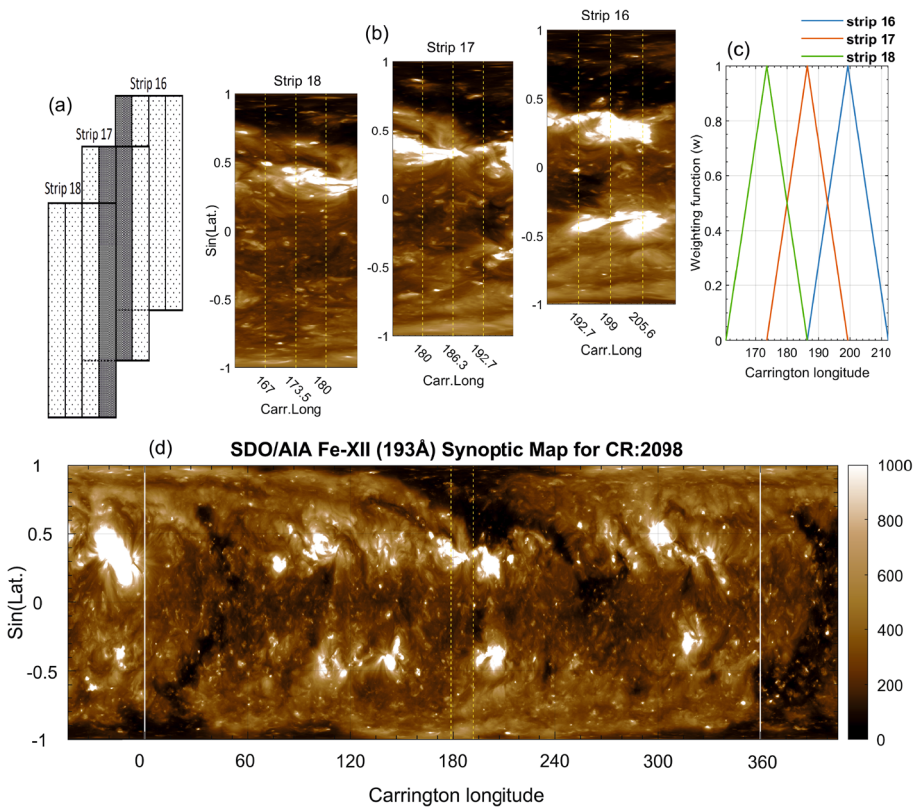 strip 16
strip 17
strip 18
(a)
Strip 16
Strip 17
Strip 18
(b)
Strip 18
1
0.5
0
-0.5
-1
Sin(Lat.)
167
173.5
180
Carr.Long
Strip 17
1
0.5
0
-0.5
-1
180
186.3
192.7
Carr.Long
Strip 16
1
0.5
0
-0.5
-1
192.7
199
205.6
Carr.Long
(c)
1
0.8
0.6
0.4
0.2
0
Woighting function (w)
170
180
190
200
210
Carrington longitude
(d)
SDO/AIA Fe-XII (193Å) Synoptic Map for CR:2098
1
0.5
0
-0.5
-1
Sin(Lat.)
0
60
120
180
240
300
360
Carrington longitude
1000
800
600
400
200
0